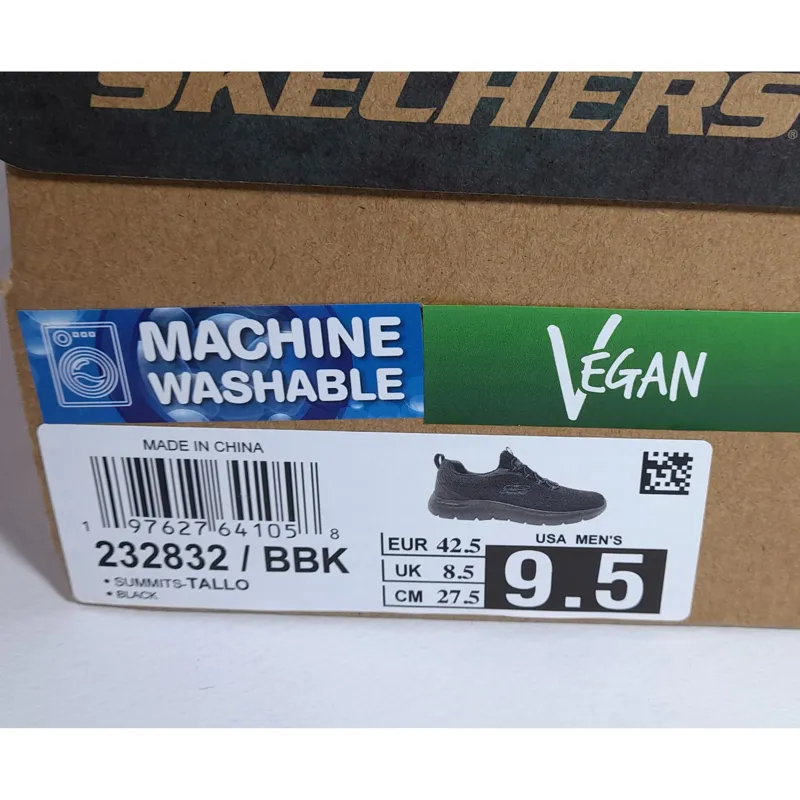 SKECHERS®
MACHINE
WASHABLE
VEGAN
MADE IN CHINA
1 97627 64105 8
232832 / BBK
• SUMMITS-TALLO
• BLACK
EUR 42.5
UK 8.5
CM 27.5
USA MEN'S
9.5